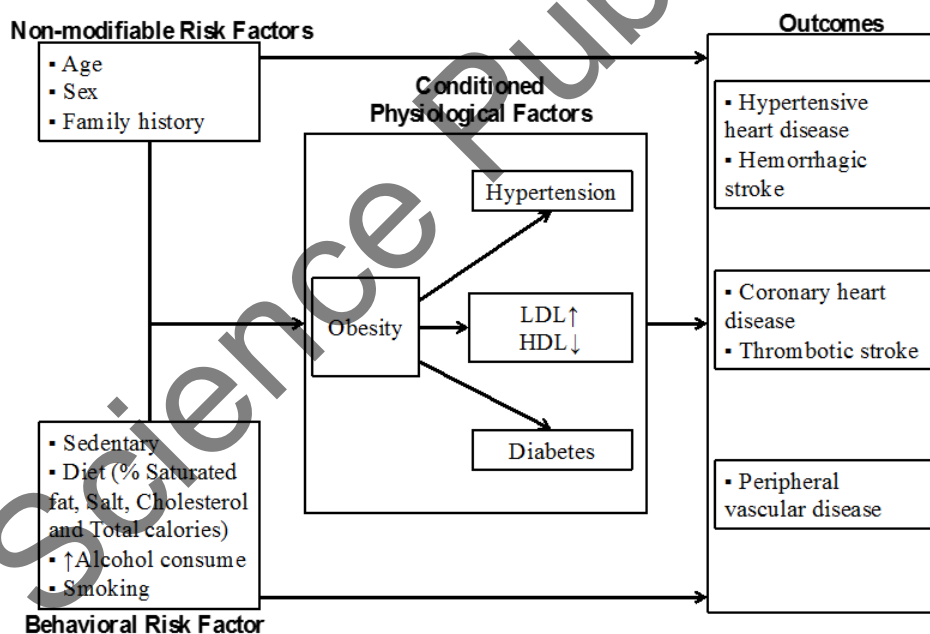 Non-modifiable Risk Factors
▪ Age
▪ Sex
▪ Family history
Conditioned
Physiological Factors
Hypertension
Obesity
LDL↑
HDL↓
Diabetes
Outcomes
▪ Hypertensive
heart disease
▪ Hemorrhagic
stroke
▪ Coronary heart
disease
▪ Thrombotic stroke
▪ Peripheral
vascular disease
▪ Sedentary
▪ Diet (% Saturated
fat, Salt, Cholesterol
and Total calories)
▪ ↑Alcohol consume
▪ Smoking
Behavioral Risk Factor
Science Pub